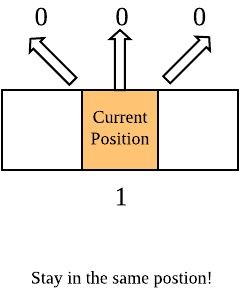 0 0 0
Current
Position
1
Stay in the same postion!